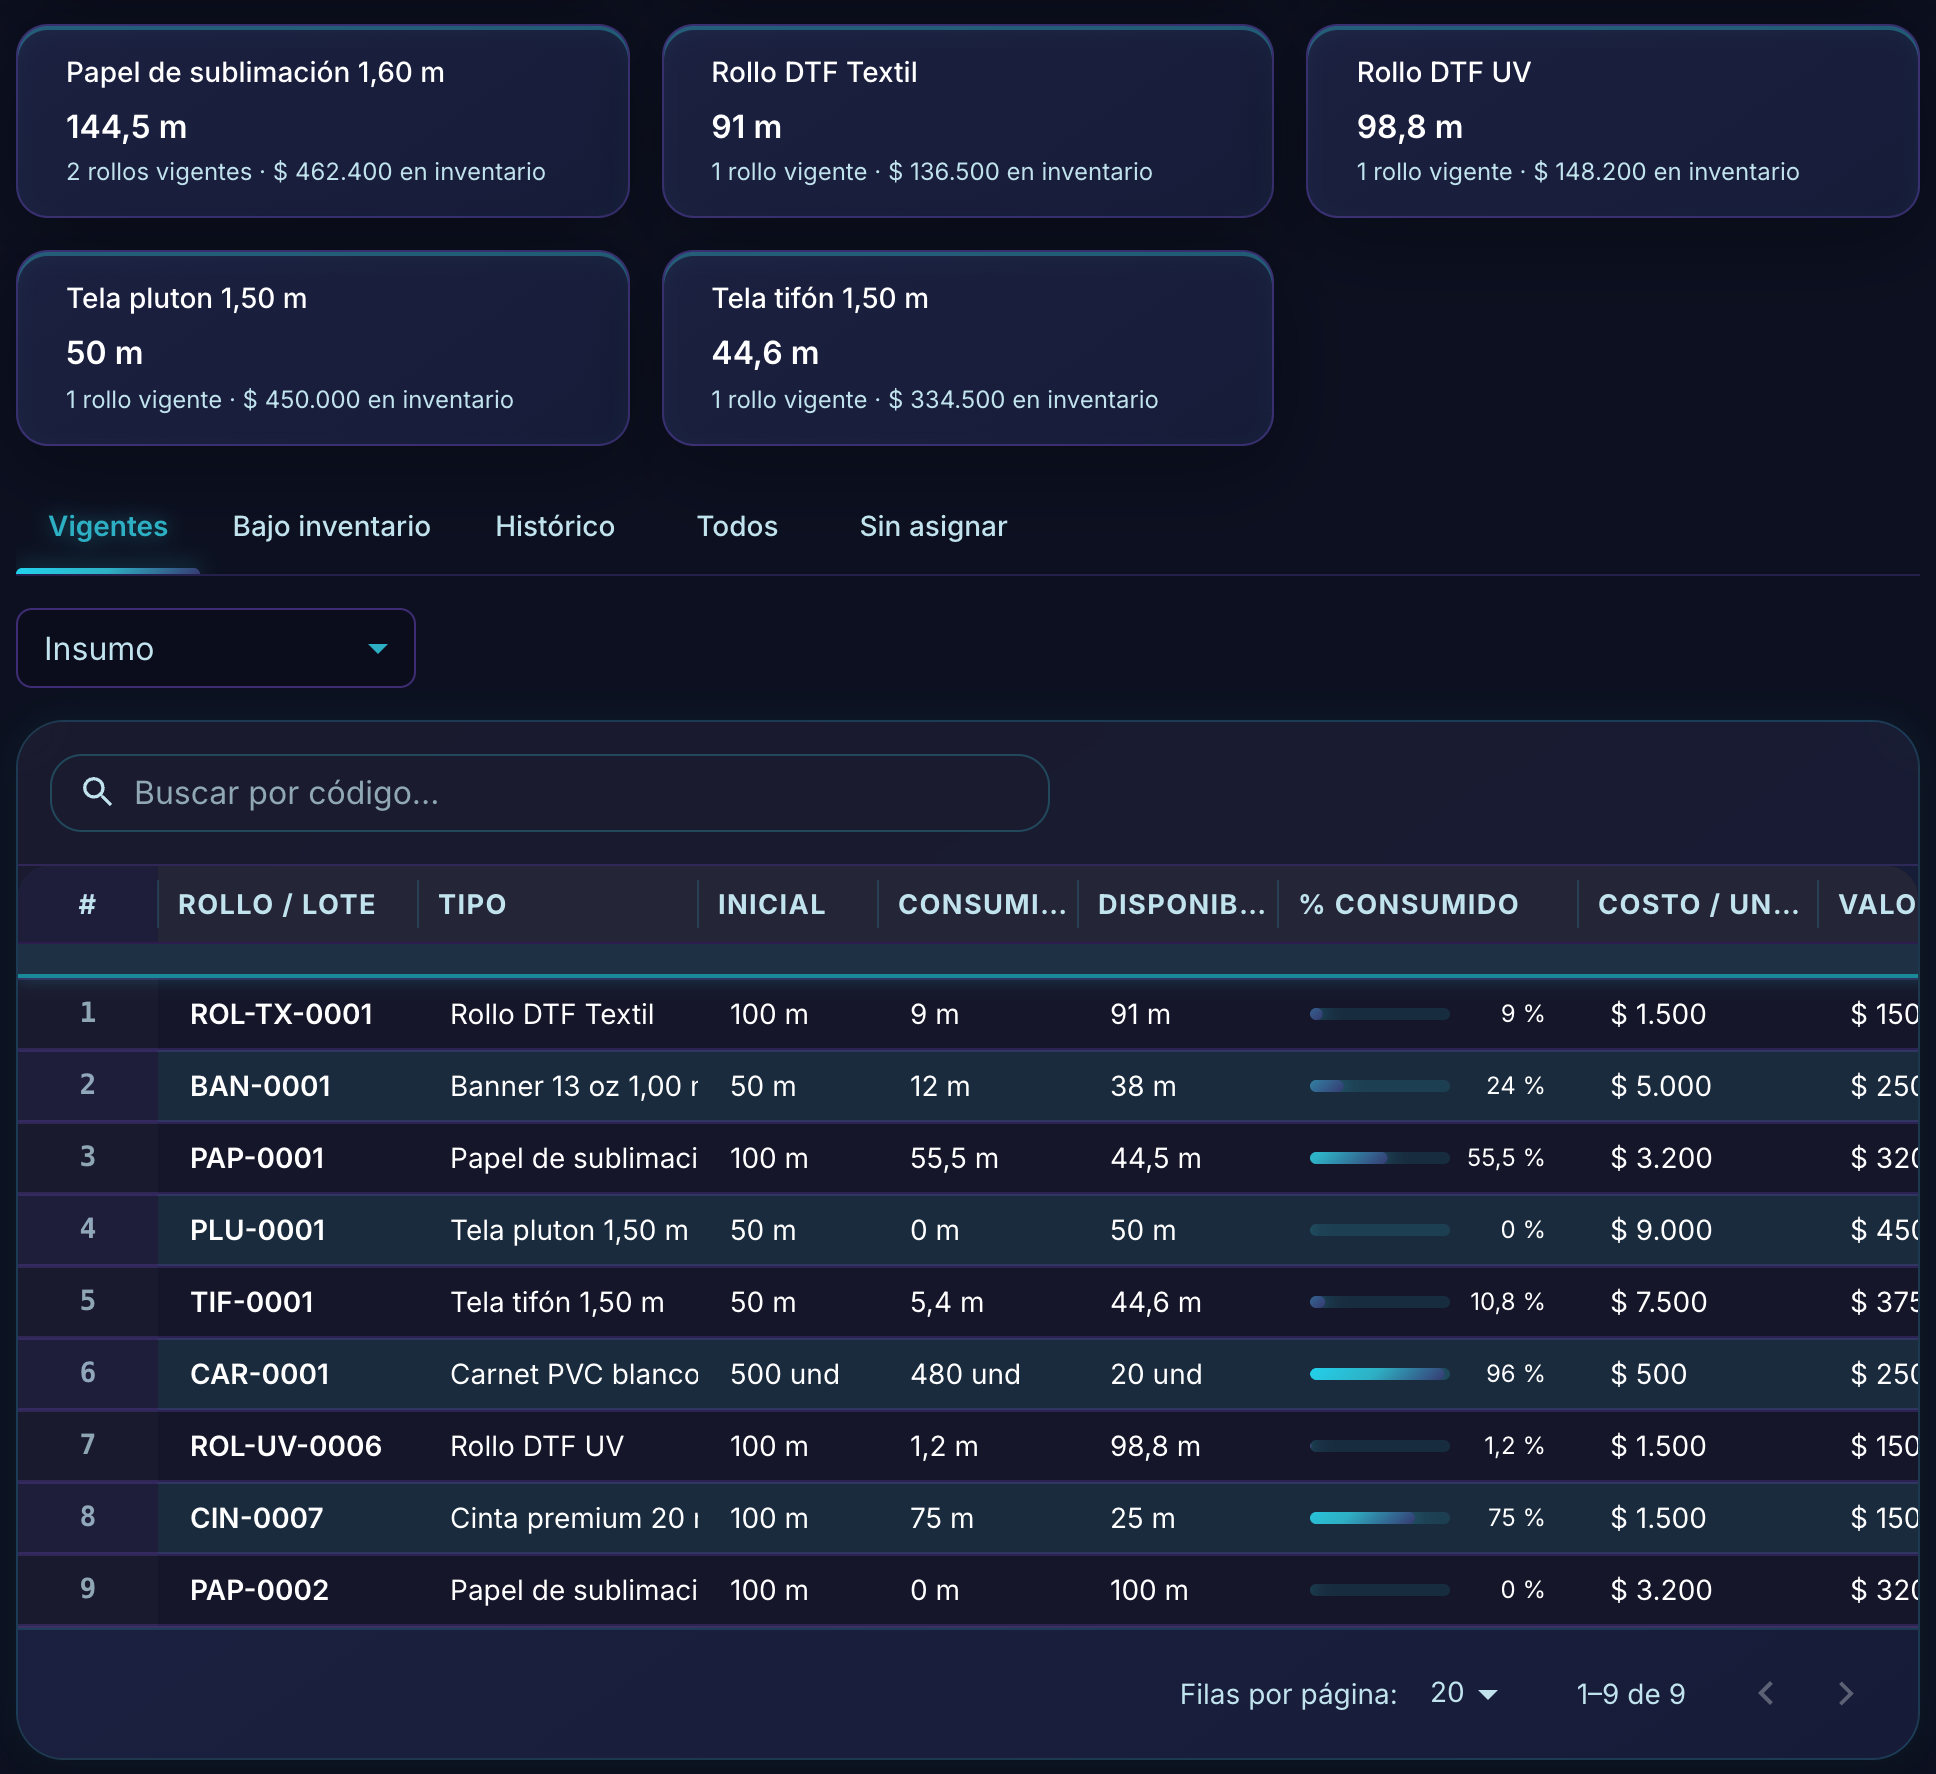 Papel de sublimación 1,60 m
144,5 m
2 rollos vigentes · $ 462.400 en inventario
Rollo DTF Textil
91 m
1 rollo vigente · $ 136.500 en inventario
Rollo DTF UV
98,8 m
1 rollo vigente · $ 148.200 en inventario
Tela pluton 1,50 m
50 m
1 rollo vigente · $ 450.000 en inventario
Tela tifón 1,50 m
44,6 m
1 rollo vigente · $ 334.500 en inventario
Vigentes Bajo inventario Histórico Todos Sin asignar
Insumo
Buscar por código...
# ROLLO / LOTE TIPO INICIAL CONSUMI... DISPONIB... % CONSUMIDO COSTO / UN... VALO
1 ROL-TX-0001 Rollo DTF Textil 100 m 9 m 91 m 9 % $ 1.500 $ 150
2 BAN-0001 Banner 13 oz 1,00 50 m 12 m 38 m 24 % $ 5.000 $ 250
3 PAP-0001 Papel de sublimaci 100 m 55,5 m 44,5 m 55,5 % $ 3.200 $ 320
4 PLU-0001 Tela pluton 1,50 m 50 m 0 m 50 m 0 % $ 9.000 $ 450
5 TIF-0001 Tela tifón 1,50 m 50 m 5,4 m 44,6 m 10,8 % $ 7.500 $ 375
6 CAR-0001 Carnet PVC blanco 500 und 480 und 20 und 96 % $ 500 $ 250
7 ROL-UV-0006 Rollo DTF UV 100 m 1,2 m 98,8 m 1,2 % $ 1.500 $ 150
8 CIN-0007 Cinta premium 20 100 m 75 m 25 m 75 % $ 1.500 $ 150
9 PAP-0002 Papel de sublimaci 100 m 0 m 100 m 0 % $ 3.200 $ 320
Filas por página: 20 1–9 de 9